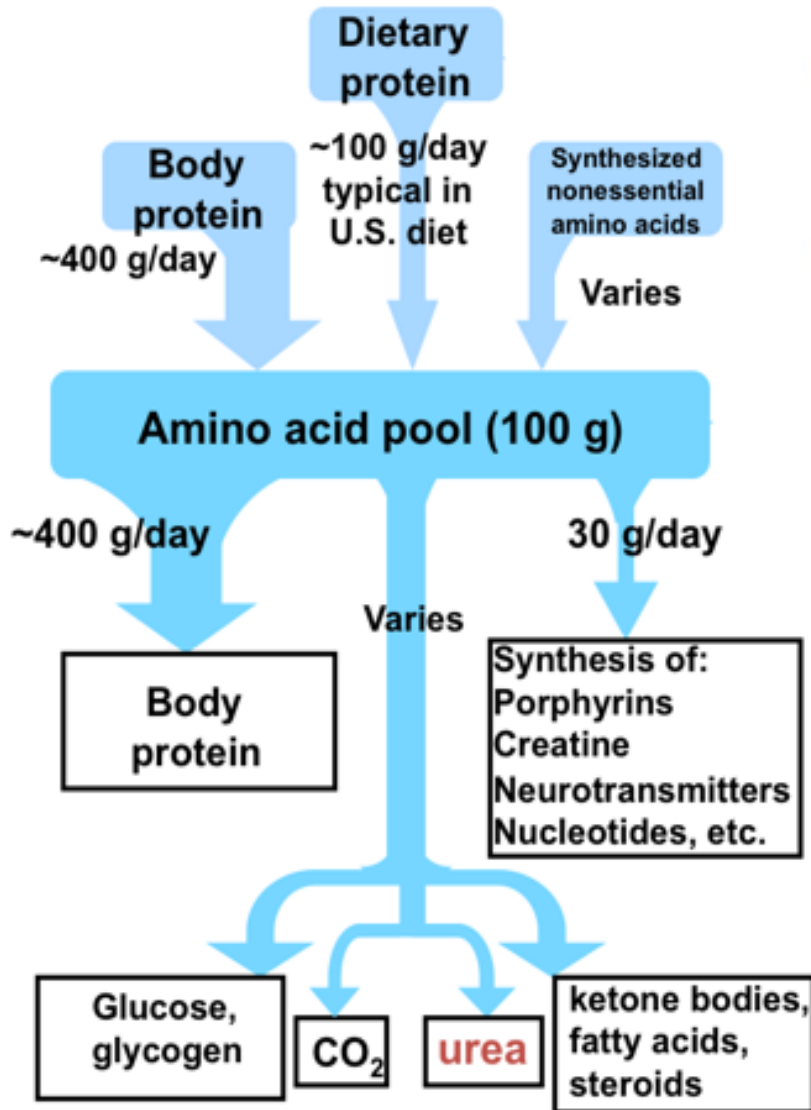 Dietary
protein
Body
protein
~400 g/day
~100 g/day
typical in
U.S. diet
Synthesized
nonessential
amino acids
Varies
Amino acid pool (100 g)
~400 g/day
Varies
30 g/day
Body
protein
Synthesis of:
Porphyrins
Creatine
Neurotransmitters
Nucleotides, etc.
Glucose,
glycogen
CO₂
urea
ketone bodies,
fatty acids,
steroids